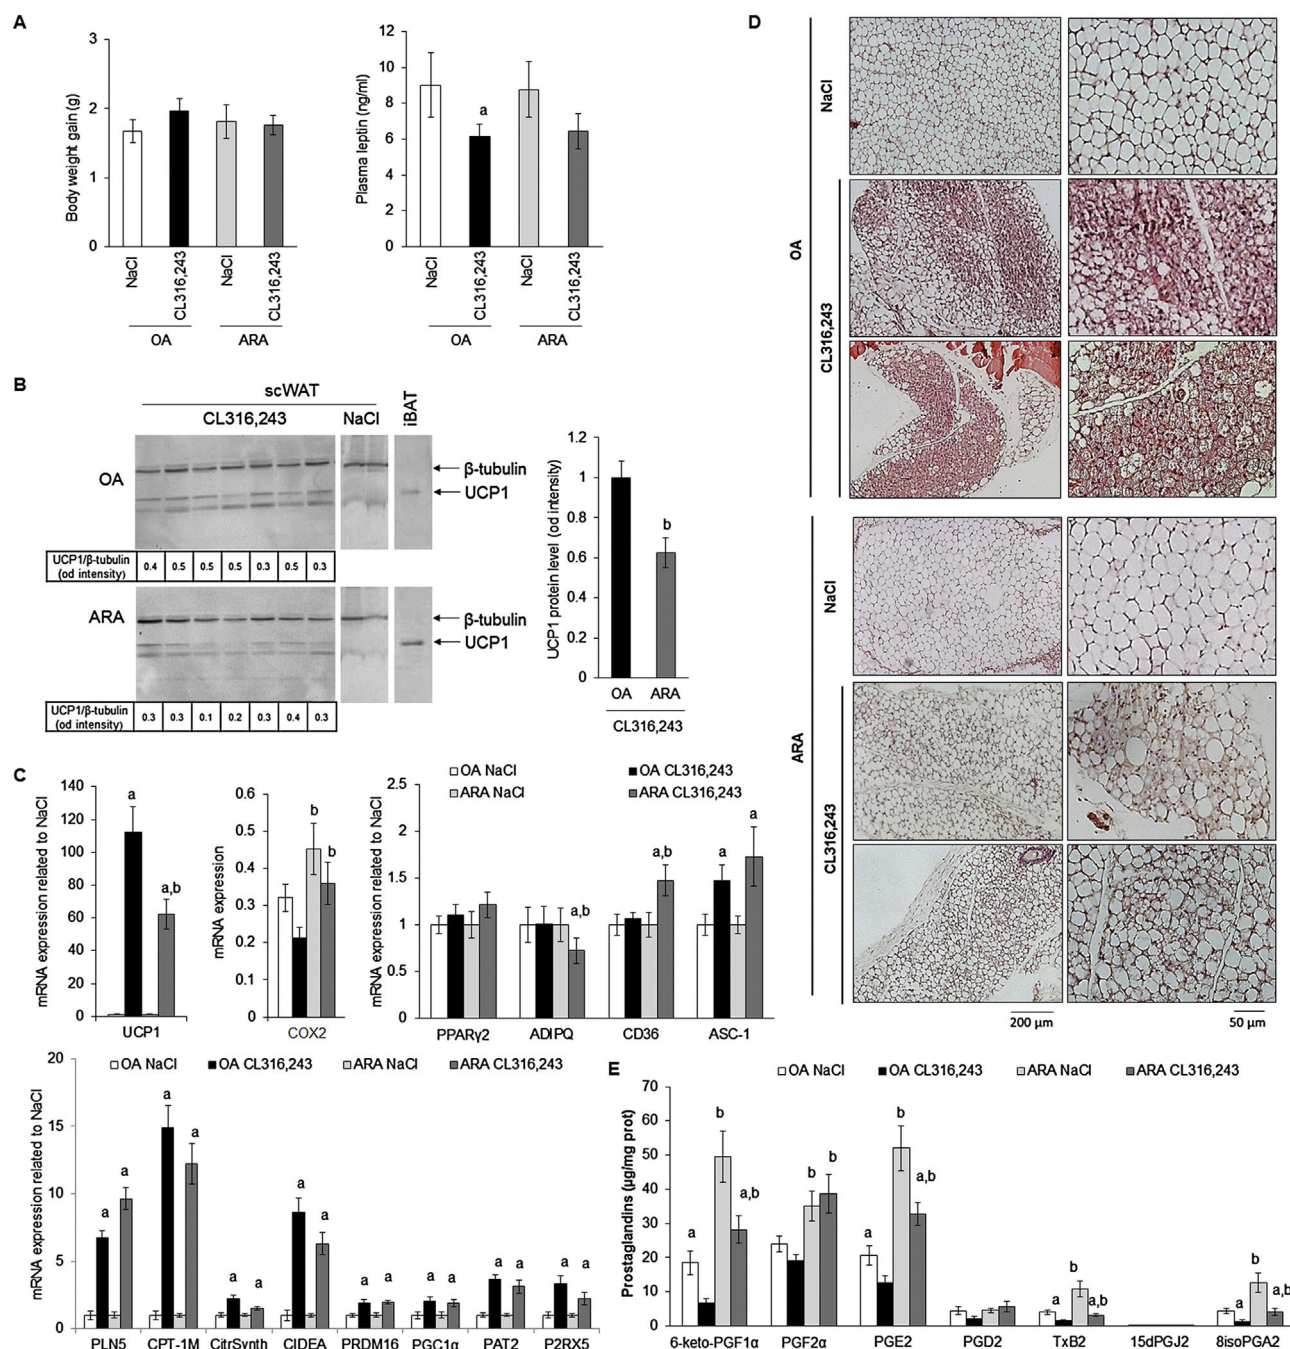 A
3
2
1
0
Body weight gain (g)
NaCl
CL316,243
NaCl
CL316,243
OA
ARA
12
10
8
6
4
2
0
Plasma leptin (ng/ml)
a
NaCl
CL316,243
NaCl
CL316,243
OA
ARA
B
scWAT
CL316,243
NaCl
iBAT
OA
β-tubulin
UCP1
UCP1/β-tubulin
(od intensity)
0.4 0.5 0.5 0.5 0.3 0.5 0.3
ARA
β-tubulin
UCP1
UCP1/β-tubulin
(od intensity)
0.3 0.3 0.1 0.2 0.3 0.4 0.3
1.2
1
0.8
0.6
0.4
0.2
0
UCP1 protein level (od intensity)
b
OA ARA
CL316,243
C
140
120
100
80
60
40
20
0
mRNA expression related to NaCl
a
a,b
UCP1
0.6
0.5
0.4
0.3
0.2
0.1
0
mRNA expression
b
b
COX2
OA NaCl
OA CL316,243
ARA NaCl
ARA CL316,243
2.5
2
1.5
1
0.5
0
mRNA expression related to NaCl
a,b
a,b
a
a
PPARγ2 ADIPQ CD36 ASC-1
20
15
10
5
0
mRNA expression related to NaCl
OA NaCl OA CL316,243 ARA NaCl ARA CL316,243
a a a a a a a a a a a a a a a a
PLN5 CPT-1M CitrSynth CIDEA PRDM16 PGC1α PAT2 P2RX5
D
NaCl
OA
CL316,243
NaCl
ARA
CL316,243
200 µm
50 µm
E
OA NaCl OA CL316,243 ARA NaCl ARA CL316,243
70
60
50
40
30
20
10
0
Prostaglandins (µg/mg prot)
a b a,b
b b
a b a,b
a b a,b
a b a,b
6-keto-PGF1α PGF2α PGE2 PGD2 TxB2 15dPGJ2 8isoPGA2